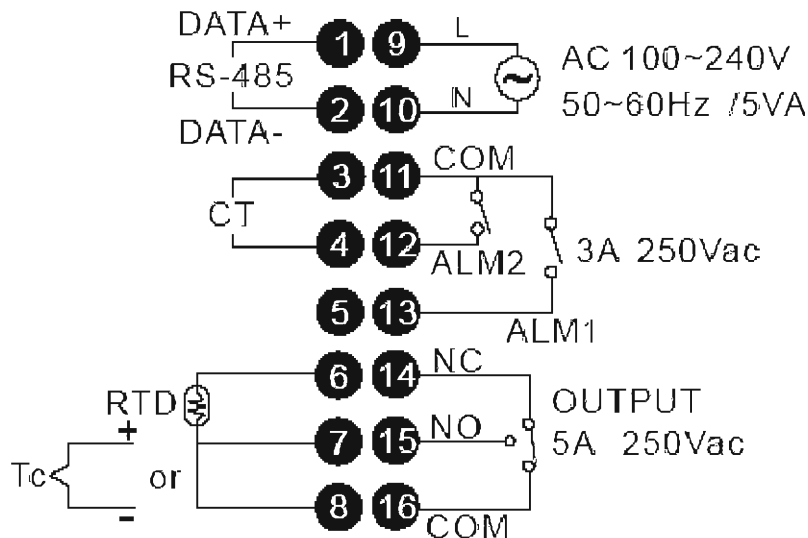 DATA+ 1 9 L
RS-485
AC 100~240V
DATA- 2 10 N
50~60Hz /5VA
3 11 COM
CT
4 12 ALM2
3A 250Vac
5 13 ALM1
6 14 NC
RTD
OUTPUT
+ 7 15 NO
5A 250Vac
Tc or
- 8 16 COM